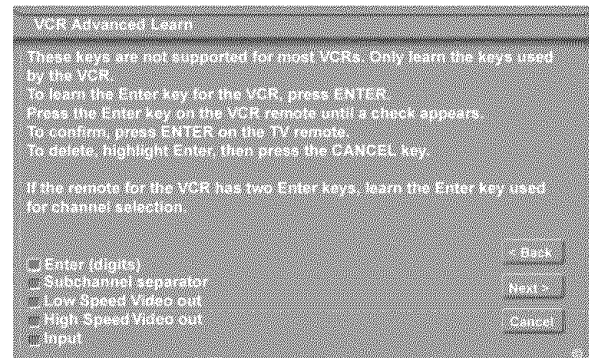 VCR Advanced Learn
These keys are not supported for most VCRs. Only learn the keys used
by the VCR.
To learn the Enter key for the VCR, press ENTER.
Press the Enter key on the VCR remote until a check appears.
To confirm, press ENTER on the TV remote.
To delete, highlight Enter, then press the CANCEL key.
If the remote for the VCR has two Enter keys, learn the Enter key used
for channel selection.
Enter (digits)
Subchannel separator
Low Speed Video out
High Speed Video out
Input
< Back
Next >
Cancel